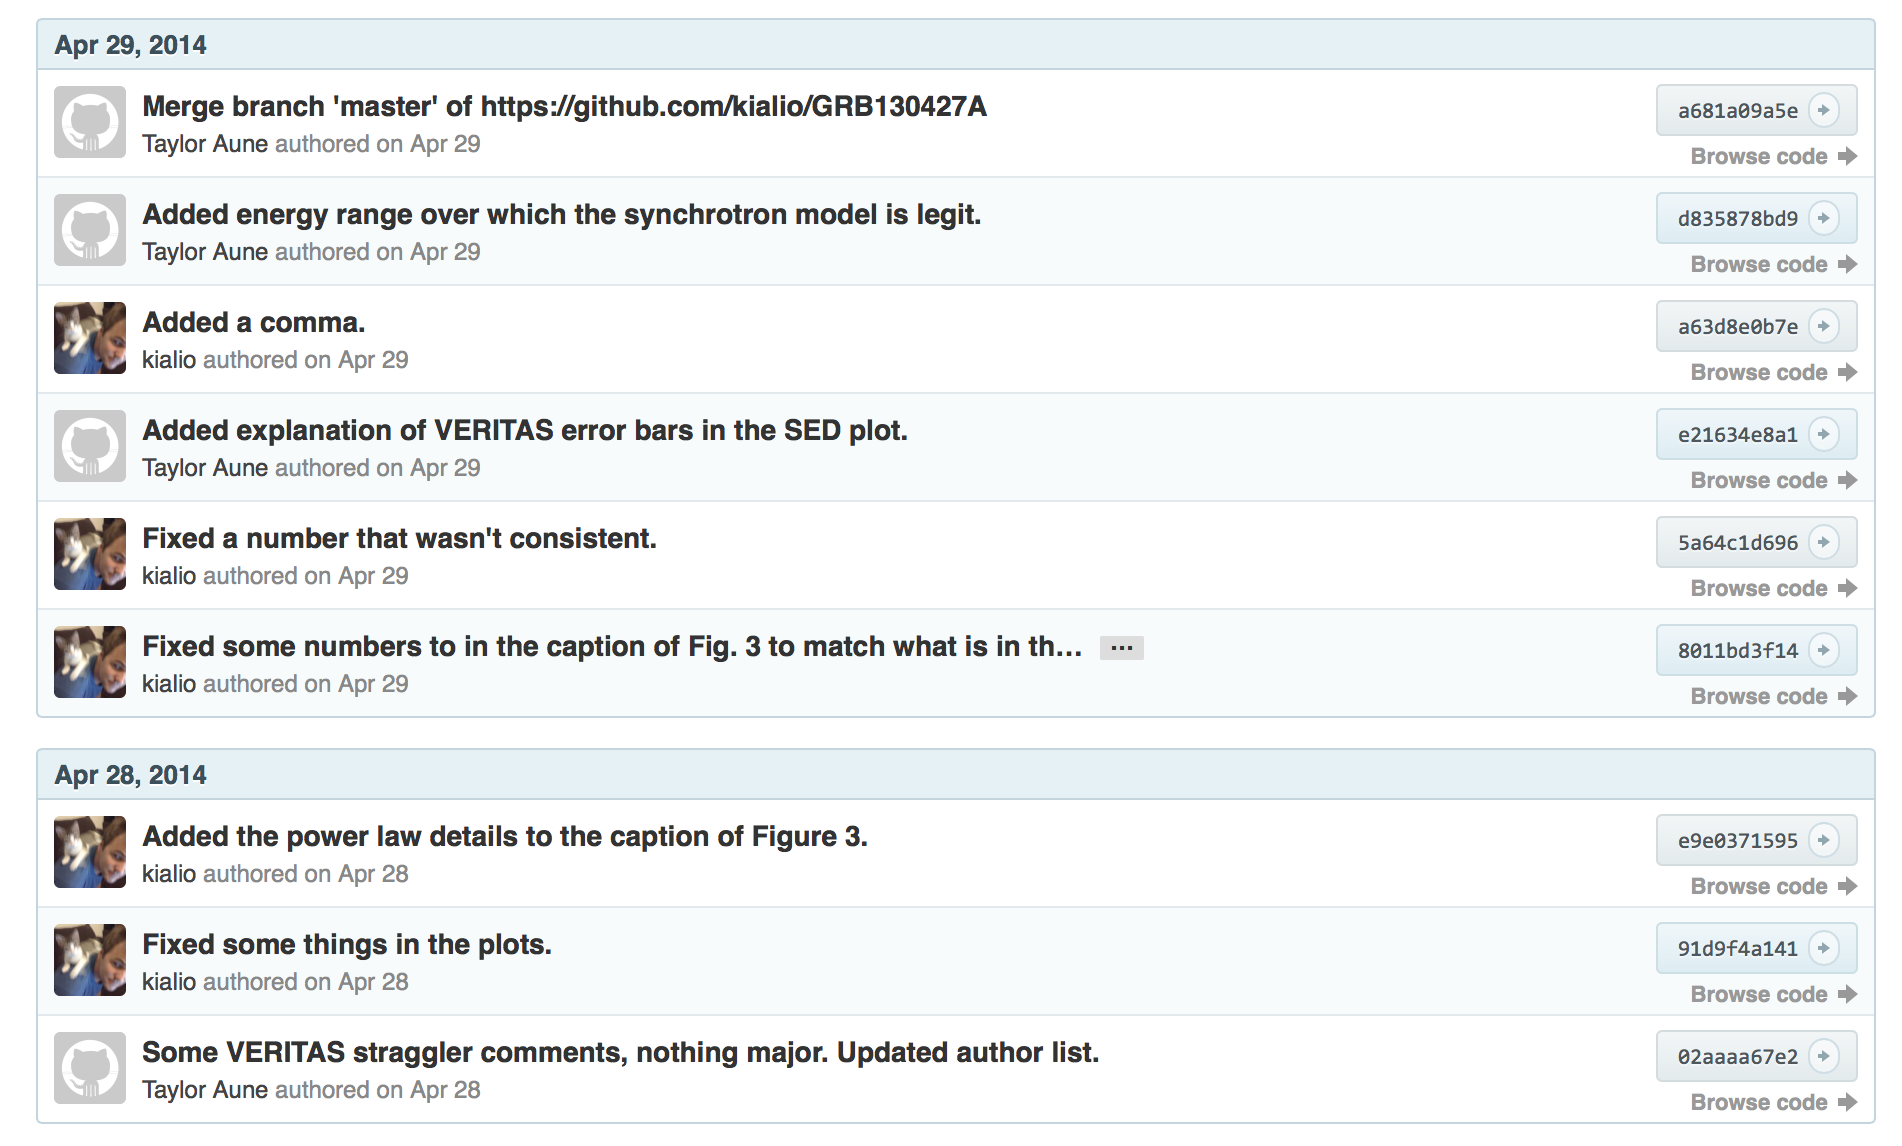 Apr 29, 2014
Merge branch 'master' of https://github.com/kialio/GRB130427A
a681a09a5e
Taylor Aune authored on Apr 29
Browse code
Added energy range over which the synchrotron model is legit.
d835878bd9
Taylor Aune authored on Apr 29
Browse code
Added a comma.
a63d8e0b7e
kialio authored on Apr 29
Browse code
Added explanation of VERITAS error bars in the SED plot.
e21634e8a1
Taylor Aune authored on Apr 29
Browse code
Fixed a number that wasn't consistent.
5a64c1d696
kialio authored on Apr 29
Browse code
Fixed some numbers to in the caption of Fig. 3 to match what is in th… …
8011bd3f14
kialio authored on Apr 29
Browse code
Apr 28, 2014
Added the power law details to the caption of Figure 3.
e9e0371595
kialio authored on Apr 28
Browse code
Fixed some things in the plots.
91d9f4a141
kialio authored on Apr 28
Browse code
Some VERITAS straggler comments, nothing major. Updated author list.
02aaaa67e2
Taylor Aune authored on Apr 28
Browse code